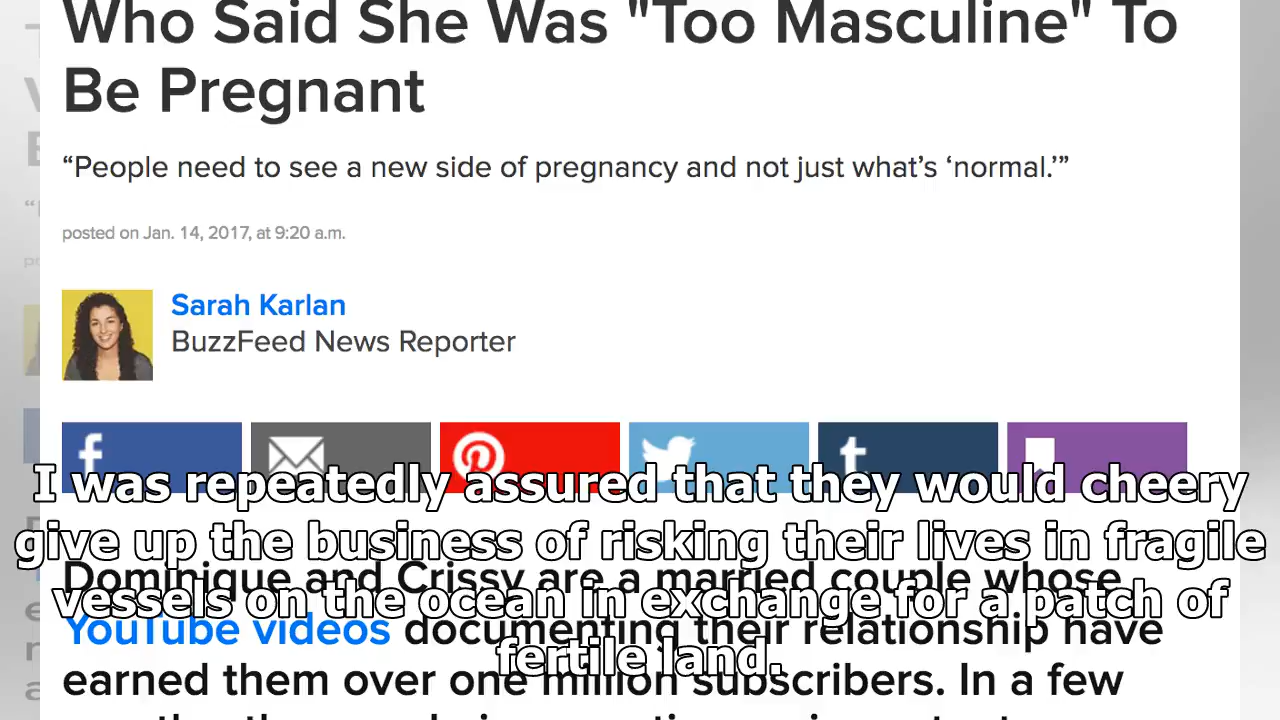 Who Said She Was "Too Masculine" To
Be Pregnant
“People need to see a new side of pregnancy and not just what’s ‘normal.’”
posted on Jan. 14, 2017, at 9:20 a.m.
Sarah Karlan
BuzzFeed News Reporter
I was repeatedly assured that they would cheery
give up the business of risking their lives in fragile
Dominique and Crissy are a married couple whose
vessels on the ocean in exchange for a patch of
YouTube videos documenting their relationship have
fertile land.
earned them over one million subscribers. In a few